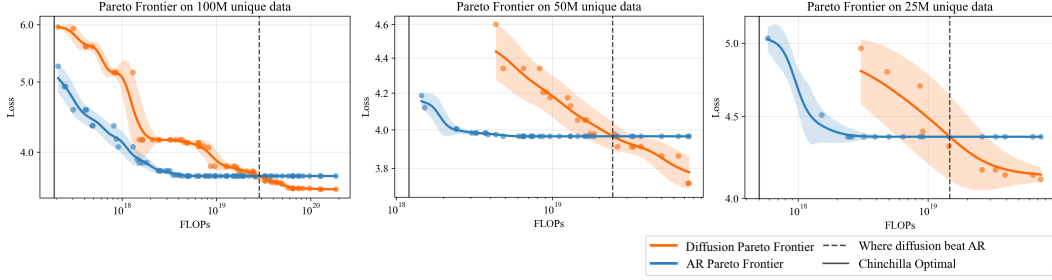 Pareto Frontier on 100M unique data
6.0
4.0
Loss
10^18
10^19
10^20
FLOPs
Pareto Frontier on 50M unique data
4.6
4.4
4.2
4.0
3.8
Loss
10^18
10^19
FLOPs
Pareto Frontier on 25M unique data
5.0
4.5
4.0
Loss
10^18
10^19
FLOPs
Diffusion Pareto Frontier
AR Pareto Frontier
Where diffusion beat AR
Chinchilla Optimal